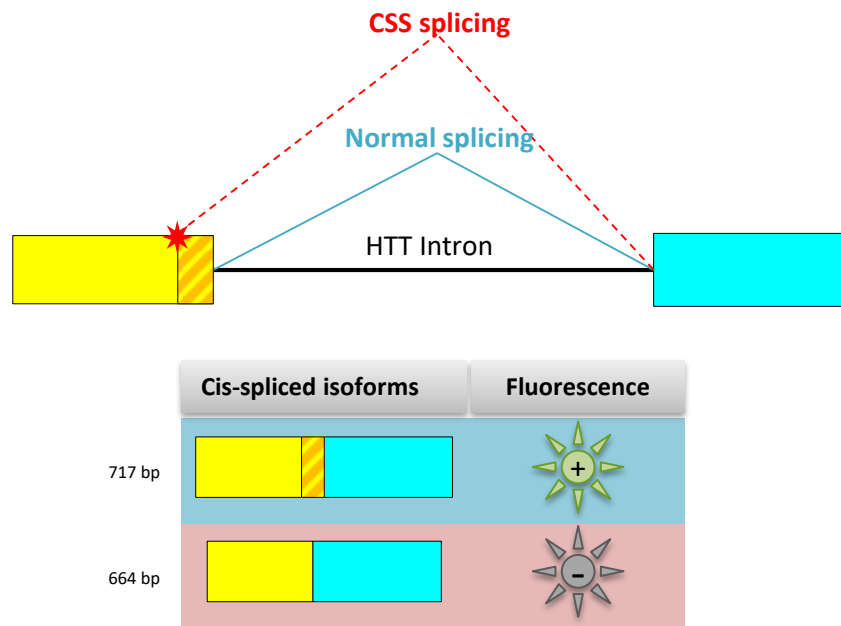 CSS splicing
Normal splicing
HTT Intron
Cis-spliced isoforms Fluorescence
717 bp +
664 bp -